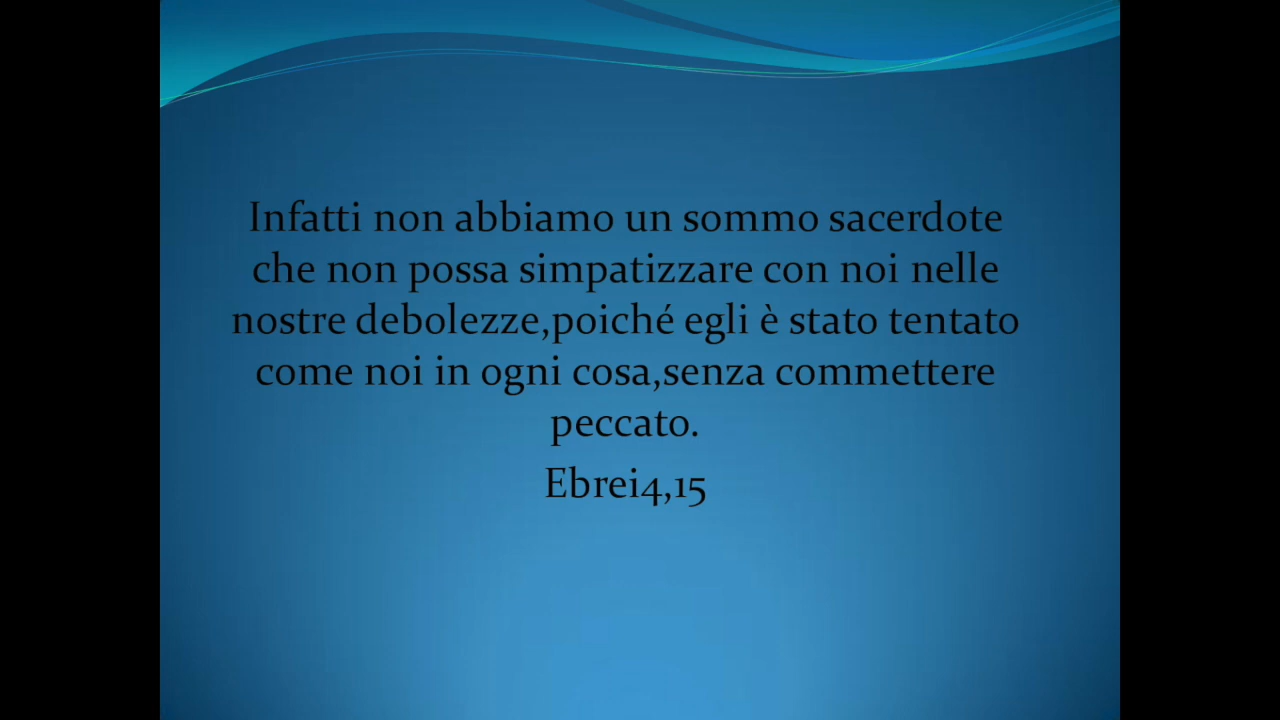 Infatti non abbiamo un sommo sacerdote
che non possa simpatizzare con noi nelle
nostre debolezze,poiché egli è stato tentato
come noi in ogni cosa,senza commettere
peccato.
Ebrei4,15